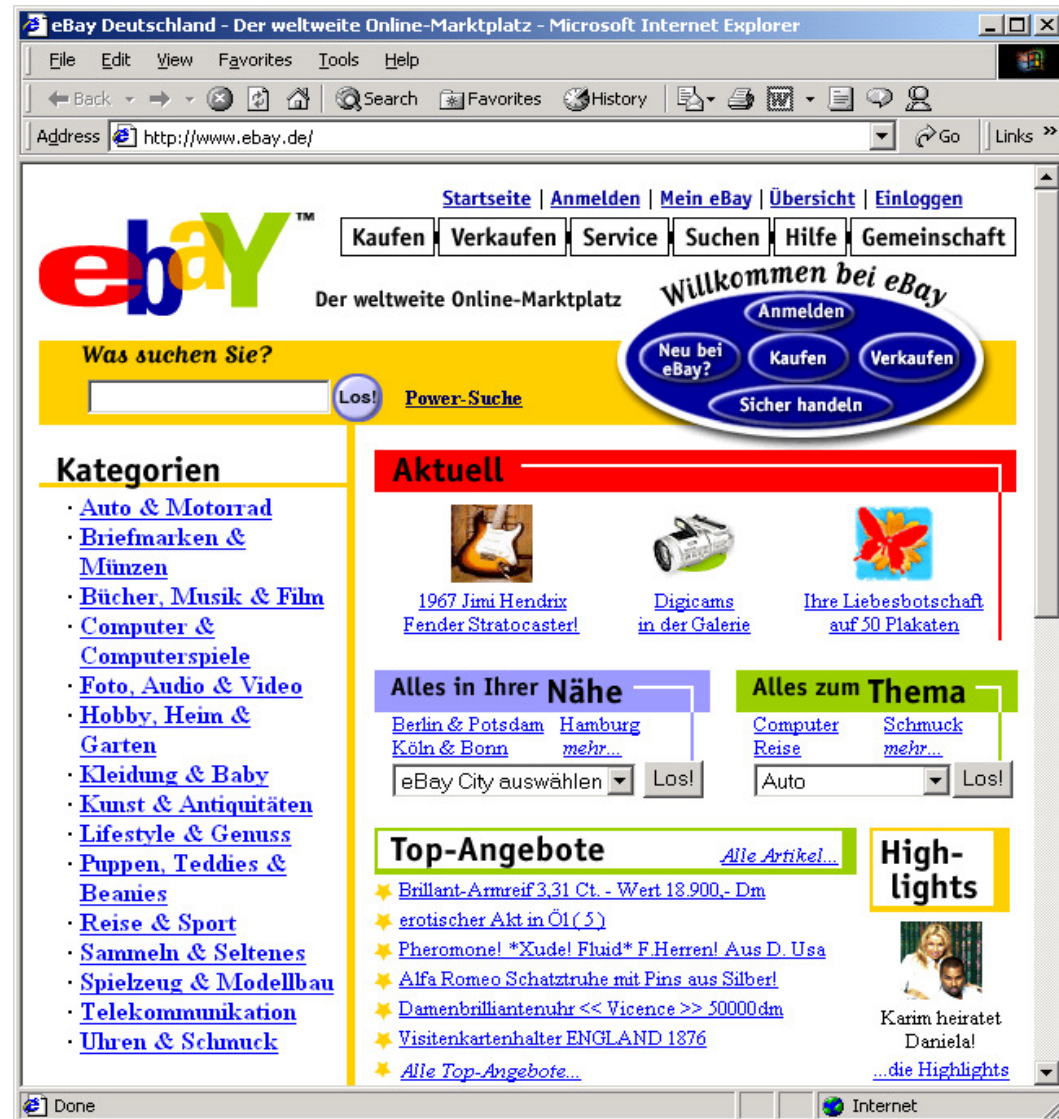 eBay Deutschland - Der weltweite Online-Marktplatz - Microsoft Internet Explorer
File Edit View Favorites Tools Help
Back Search Favorites History
Address http://www.ebay.de/ Go Links »
Startseite | Anmelden | Mein eBay | Übersicht | Einloggen
ebaY™
Kaufen Verkaufen Service Suchen Hilfe Gemeinschaft
Der weltweite Online-Marktplatz
Willkommen bei eBay
Anmelden
Neu bei eBay?
Kaufen
Verkaufen
Sicher handeln
Was suchen Sie?
Los! Power-Suche
Kategorien
· Auto & Motorrad
· Briefmarken &
Münzen
· Bücher, Musik & Film
· Computer &
Computerspiele
· Foto, Audio & Video
· Hobby, Heim &
Garten
· Kleidung & Baby
· Kunst & Antiquitäten
· Lifestyle & Genuss
· Puppen, Teddies &
Beanies
· Reise & Sport
· Sammeln & Seltenes
· Spielzeug & Modellbau
· Telekommunikation
· Uhren & Schmuck
Aktuell
1967 Jimi Hendrix
Fender Stratocaster!
Digicams
in der Galerie
Ihre Liebesbotschaft
auf 50 Plakaten
Alles in Ihrer Nähe
Berlin & Potsdam Hamburg
Köln & Bonn mehr...
eBay City auswählen Los!
Alles zum Thema
Computer Schmuck
Reise mehr...
Auto Los!
Top-Angebote Alle Artikel...
Brillant-Armreif 3,31 Ct. - Wert 18.900,- Dm
erotischer Akt in Öl ( 5 )
Pheromone! *Xude! Fluid* F.Herren! Aus D. Usa
Alfa Romeo Schatztruhe mit Pins aus Silber!
Damenbrilliantenuhr << Vicence >> 50000dm
Visitenkartenhalter ENGLAND 1876
Alle Top-Angebote...
High-
lights
Karim heiratet
Daniela!
...die Highlights
Done Internet